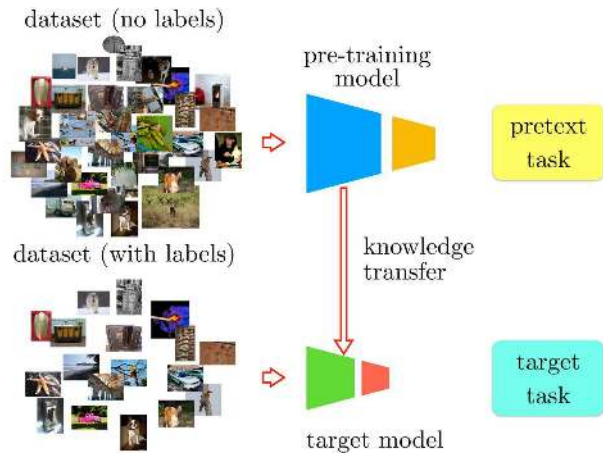 dataset (no labels)
pre-training
model
pretext
task
dataset (with labels)
knowledge
transfer
target
task
target model